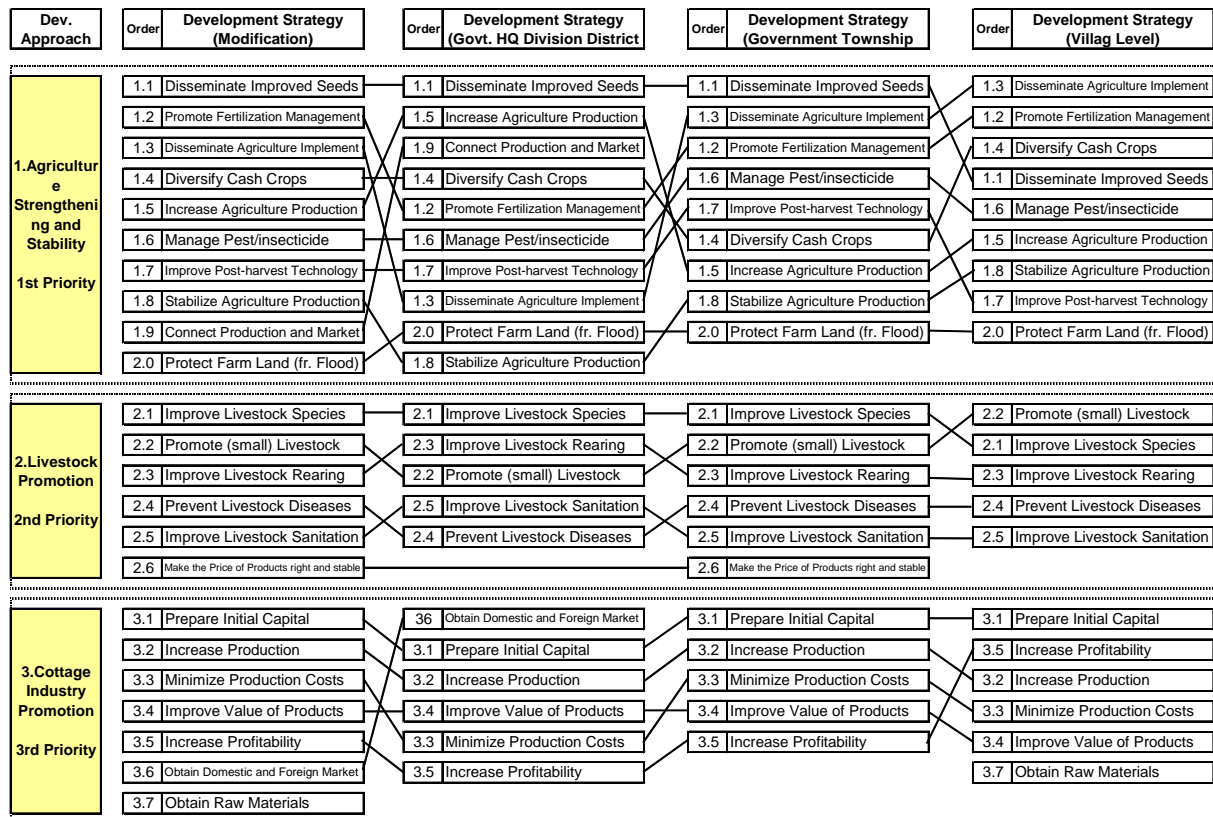 Dev. Approach Order Development Strategy (Modification) Order Development Strategy (Govt. HQ Division District Order Development Strategy (Government Township Order Development Strategy (Villag Level)
1.Agricultur
e
Strengtheni
ng and
Stability
1st Priority
1.1 Disseminate Improved Seeds 1.1 Disseminate Improved Seeds 1.1 Disseminate Improved Seeds 1.3 Disseminate Agriculture Implement
1.2 Promote Fertilization Management 1.5 Increase Agriculture Production 1.3 Disseminate Agriculture Implement 1.2 Promote Fertilization Management
1.3 Disseminate Agriculture Implement 1.9 Connect Production and Market 1.2 Promote Fertilization Management 1.4 Diversify Cash Crops
1.4 Diversify Cash Crops 1.4 Diversify Cash Crops 1.6 Manage Pest/insecticide 1.1 Disseminate Improved Seeds
1.5 Increase Agriculture Production 1.2 Promote Fertilization Management 1.7 Improve Post-harvest Technology 1.6 Manage Pest/insecticide
1.6 Manage Pest/insecticide 1.6 Manage Pest/insecticide 1.4 Diversify Cash Crops 1.5 Increase Agriculture Production
1.7 Improve Post-harvest Technology 1.7 Improve Post-harvest Technology 1.5 Increase Agriculture Production 1.8 Stabilize Agriculture Production
1.8 Stabilize Agriculture Production 1.3 Disseminate Agriculture Implement 1.8 Stabilize Agriculture Production 1.7 Improve Post-harvest Technology
1.9 Connect Production and Market 2.0 Protect Farm Land (fr. Flood) 2.0 Protect Farm Land (fr. Flood) 2.0 Protect Farm Land (fr. Flood)
2.0 Protect Farm Land (fr. Flood) 1.8 Stabilize Agriculture Production
2.Livestock
Promotion
2nd Priority
2.1 Improve Livestock Species 2.1 Improve Livestock Species 2.1 Improve Livestock Species 2.2 Promote (small) Livestock
2.2 Promote (small) Livestock 2.3 Improve Livestock Rearing 2.2 Promote (small) Livestock 2.1 Improve Livestock Species
2.3 Improve Livestock Rearing 2.2 Promote (small) Livestock 2.3 Improve Livestock Rearing 2.3 Improve Livestock Rearing
2.4 Prevent Livestock Diseases 2.5 Improve Livestock Sanitation 2.4 Prevent Livestock Diseases 2.4 Prevent Livestock Diseases
2.5 Improve Livestock Sanitation 2.4 Prevent Livestock Diseases 2.5 Improve Livestock Sanitation 2.5 Improve Livestock Sanitation
2.6 Make the Price of Products right and stable 2.6 Make the Price of Products right and stable
3.Cottage
Industry
Promotion
3rd Priority
3.1 Prepare Initial Capital 36 Obtain Domestic and Foreign Market 3.1 Prepare Initial Capital 3.1 Prepare Initial Capital
3.2 Increase Production 3.1 Prepare Initial Capital 3.2 Increase Production 3.5 Increase Profitability
3.3 Minimize Production Costs 3.2 Increase Production 3.3 Minimize Production Costs 3.2 Increase Production
3.4 Improve Value of Products 3.4 Improve Value of Products 3.4 Improve Value of Products 3.3 Minimize Production Costs
3.5 Increase Profitability 3.3 Minimize Production Costs 3.5 Increase Profitability 3.4 Improve Value of Products
3.6 Obtain Domestic and Foreign Market 3.5 Increase Profitability 3.7 Obtain Raw Materials
3.7 Obtain Raw Materials